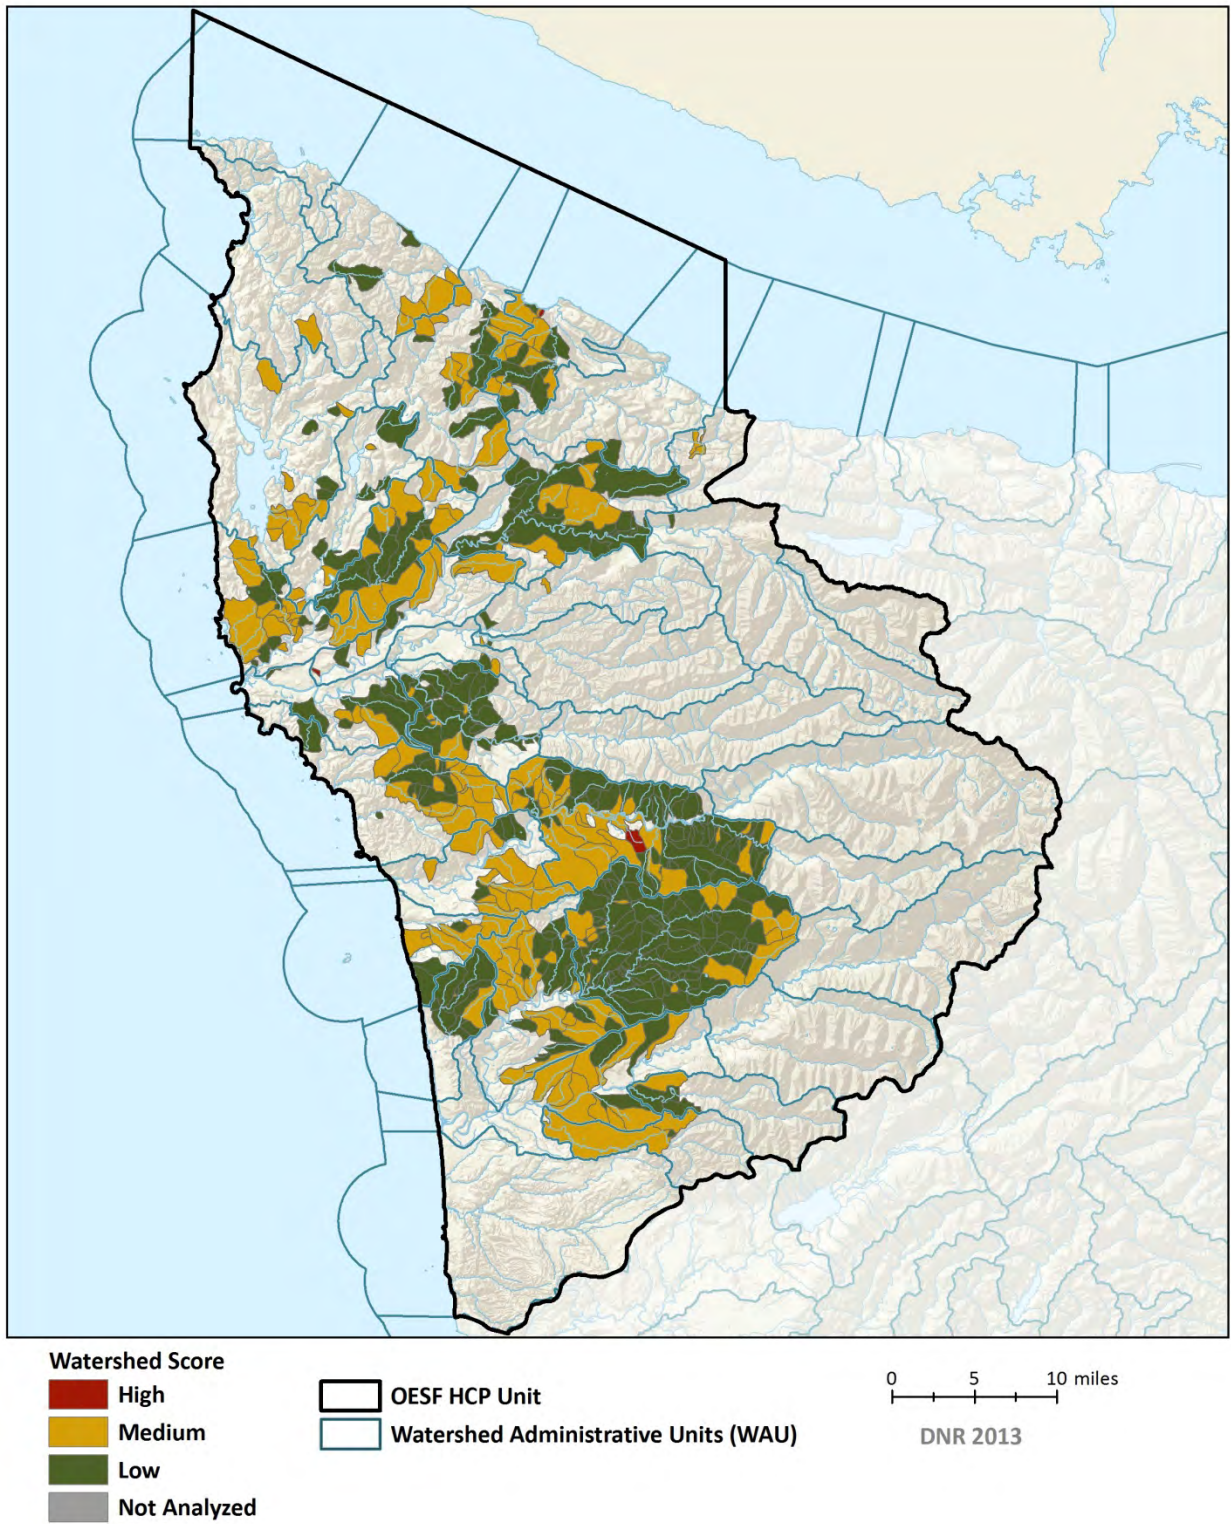 Watershed Score
High
Medium
Low
Not Analyzed
OESF HCP Unit
Watershed Administrative Units (WAU)
0 5 10 miles
DNR 2013